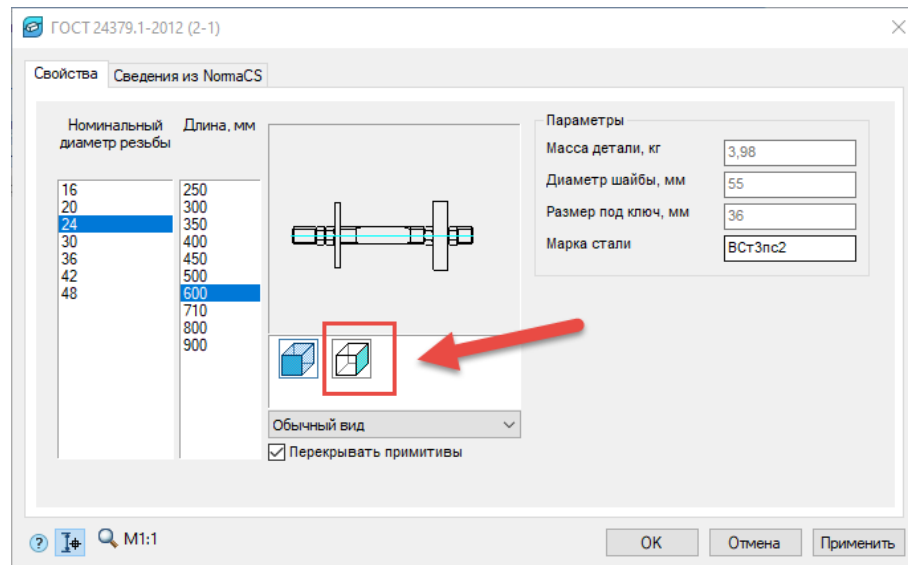 ГОСТ 24379.1-2012 (2-1)
Свойства
Сведения из NormaCS
Номинальный
диаметр резьбы
16
20
24
30
36
42
48
Длина, мм
250
300
350
400
450
500
600
710
800
900
Обычный вид
Перекрывать примитивы
Параметры
Масса детали, кг
3,98
Диаметр шайбы, мм
55
Размер под ключ, мм
36
Марка стали
ВСт3пс2
?
М1:1
ОК
Отмена
Применить